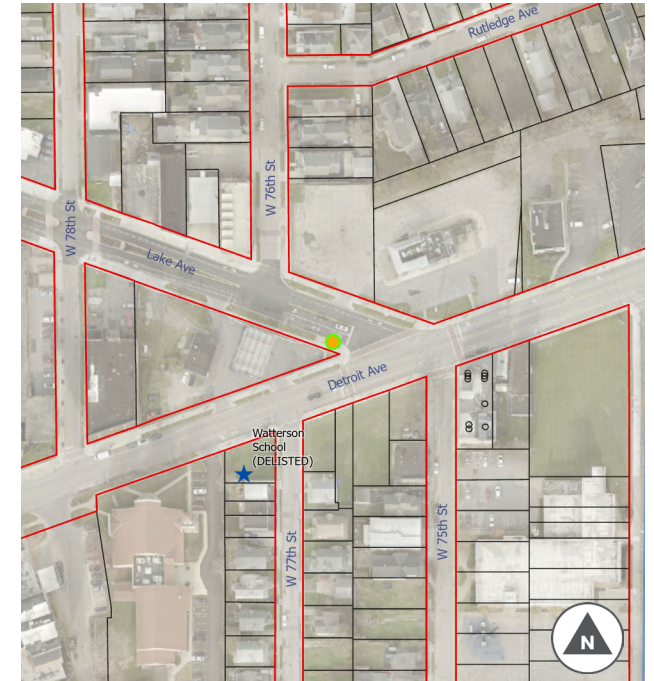 Rutledge Ave
W 76th St
W 78th St
Lake Ave
Detroit Ave
Watterson
School
(DELISTED)
W 77th St
W 75th St
N